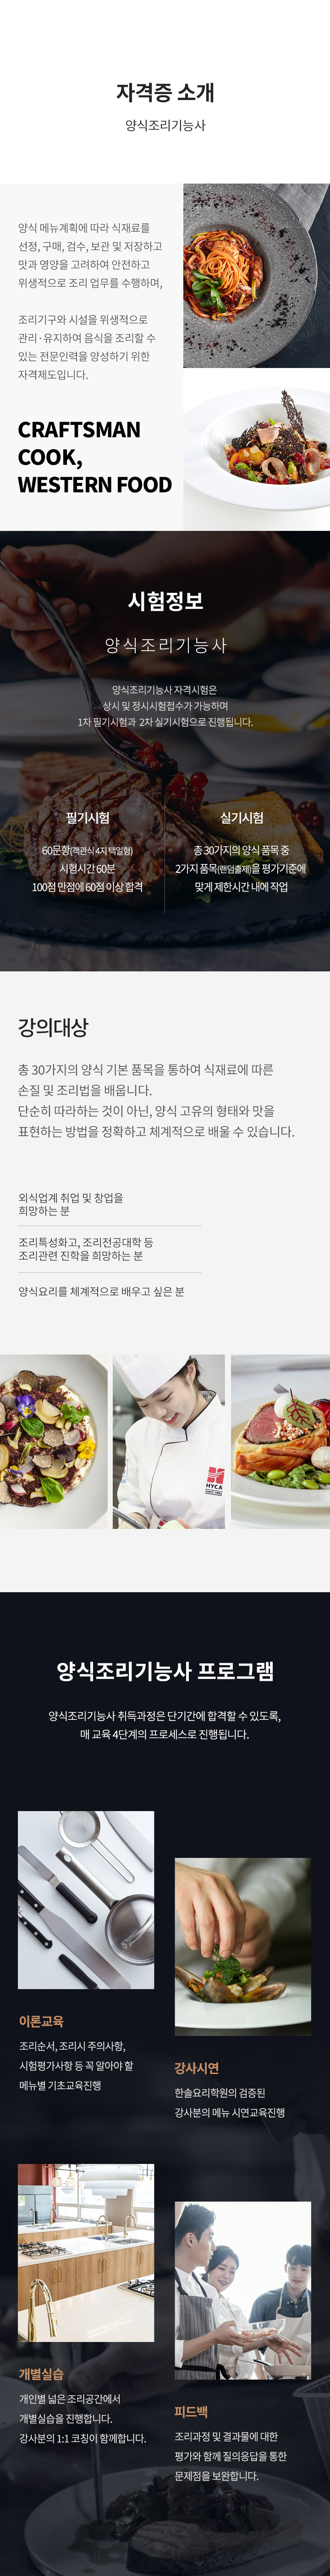 자격증 소개
양식조리기능사
양식 메뉴계획에 따라 식재료를
선정, 구매, 검수, 보관 및 저장하고
맛과 영양을 고려하여 안전하고
위생적으로 조리 업무를 수행하며,
조리기구와 시설을 위생적으로
관리·유지하여 음식을 조리할 수
있는 전문인력을 양성하기 위한
자격제도입니다.
CRAFTSMAN
COOK,
WESTERN FOOD
시험정보
양식조리기능사
양식조리기능사 자격시험은
상시 및 정시시험접수가 가능하며
1차 필기시험과 2차 실기시험으로 진행됩니다.
필기시험
60문항(객관식 4지 택일형)
시험시간 60분
100점 만점에 60점 이상 합격
실기시험
총 30가지의 양식 품목 중
2가지 품목(랜덤출제)을 평가기준에
맞게 제한시간 내에 작업
강의대상
총 30가지의 양식 기본 품목을 통하여 식재료에 따른
손질 및 조리법을 배웁니다.
단순히 따라하는 것이 아닌, 양식 고유의 형태와 맛을
표현하는 방법을 정확하고 체계적으로 배울 수 있습니다.
외식업계 취업 및 창업을
희망하는 분
조리특성화고, 조리전공대학 등
조리관련 진학을 희망하는 분
양식요리를 체계적으로 배우고 싶은 분
HYCA
양식조리기능사 프로그램
양식조리기능사 취득과정은 단기간에 합격할 수 있도록,
매 교육 4단계의 프로세스로 진행됩니다.
이론교육
조리순서, 조리시 주의사항,
시험평가사항 등 꼭 알아야 할
메뉴별 기초교육진행
강사시연
한솔요리학원의 검증된
강사분의 메뉴 시연교육진행
개별실습
개인별 넓은 조리공간에서
개별실습을 진행합니다.
강사분의 1:1 코칭이 함께합니다.
피드백
조리과정 및 결과물에 대한
평가와 함께 질의응답을 통한
문제점을 보완합니다.